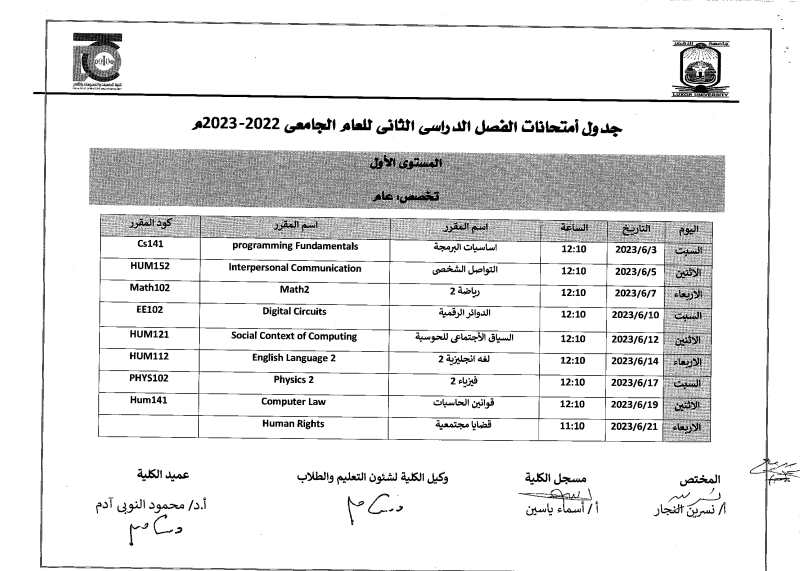 LUXOR UNIVERSITY
جدول أمتحانات الفصل الدراسى الثانى للعام الجامعى 2022-2023م
المستوى الأول
تخصص: عام
اليوم التاريخ الساعة اسم المقرر اسم المقرر كود المقرر
السبت 2023/6/3 12:10 اساسيات البرمجة programming Fundamentals Cs141
الاثنين 2023/6/5 12:10 التواصل الشخصى Interpersonal Communication HUM152
الاربعاء 2023/6/7 12:10 رياضة 2 Math2 Math102
السبت 2023/6/10 12:10 الدوائر الرقمية Digital Circuits EE102
الاثنين 2023/6/12 12:10 السياق الأجتماعى للحوسبة Social Context of Computing HUM121
الاربعاء 2023/6/14 12:10 لغه انجليزية 2 English Language 2 HUM112
السبت 2023/6/17 12:10 فيزياء 2 Physics 2 PHYS102
الاثنين 2023/6/19 12:10 قوانين الحاسبات Computer Law Hum141
الاربعاء 2023/6/21 11:10 قضايا مجتمعية Human Rights
المختص مسجل الكلية وكيل الكلية لشئون التعليم والطلاب عميد الكلية
أ/ نسرين النجار أ / أسماء ياسين أ.د/ محمود النوبى آدم